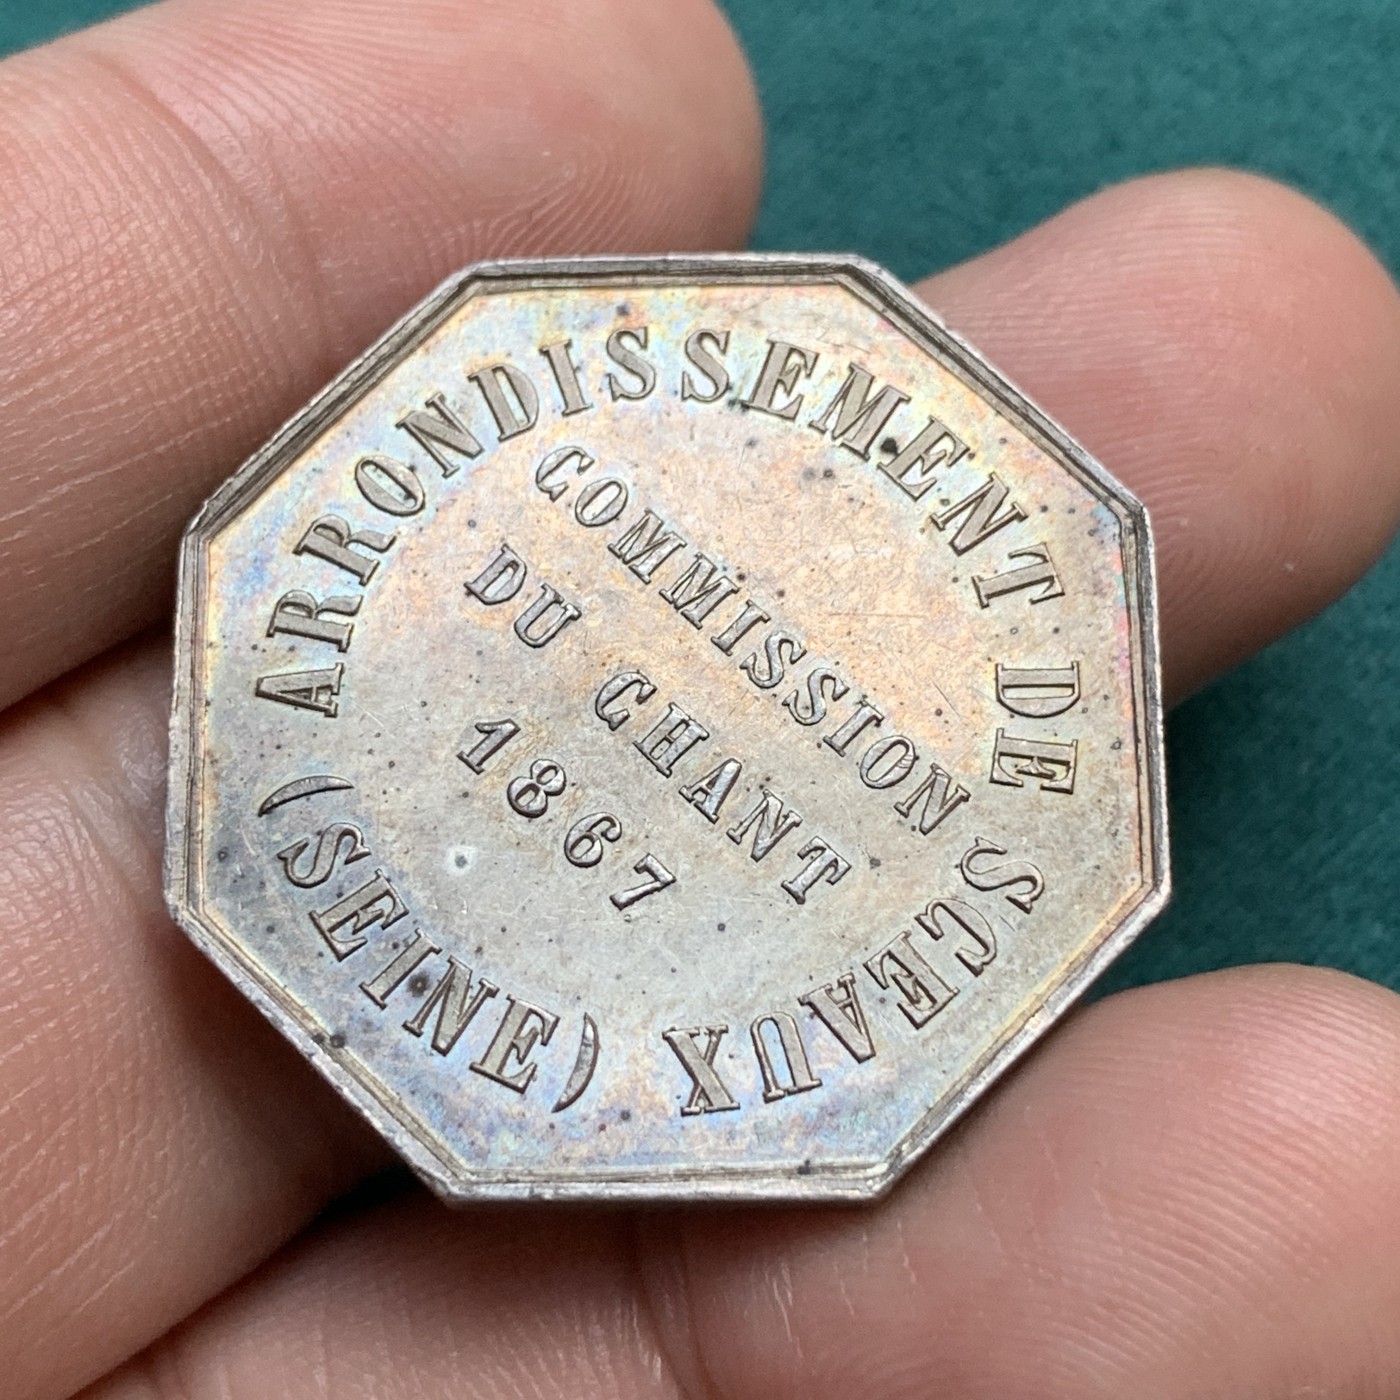 ARRONDISSEMENT DE SCEAUX (SEINE)
COMMISSION
DU CHANT
1867